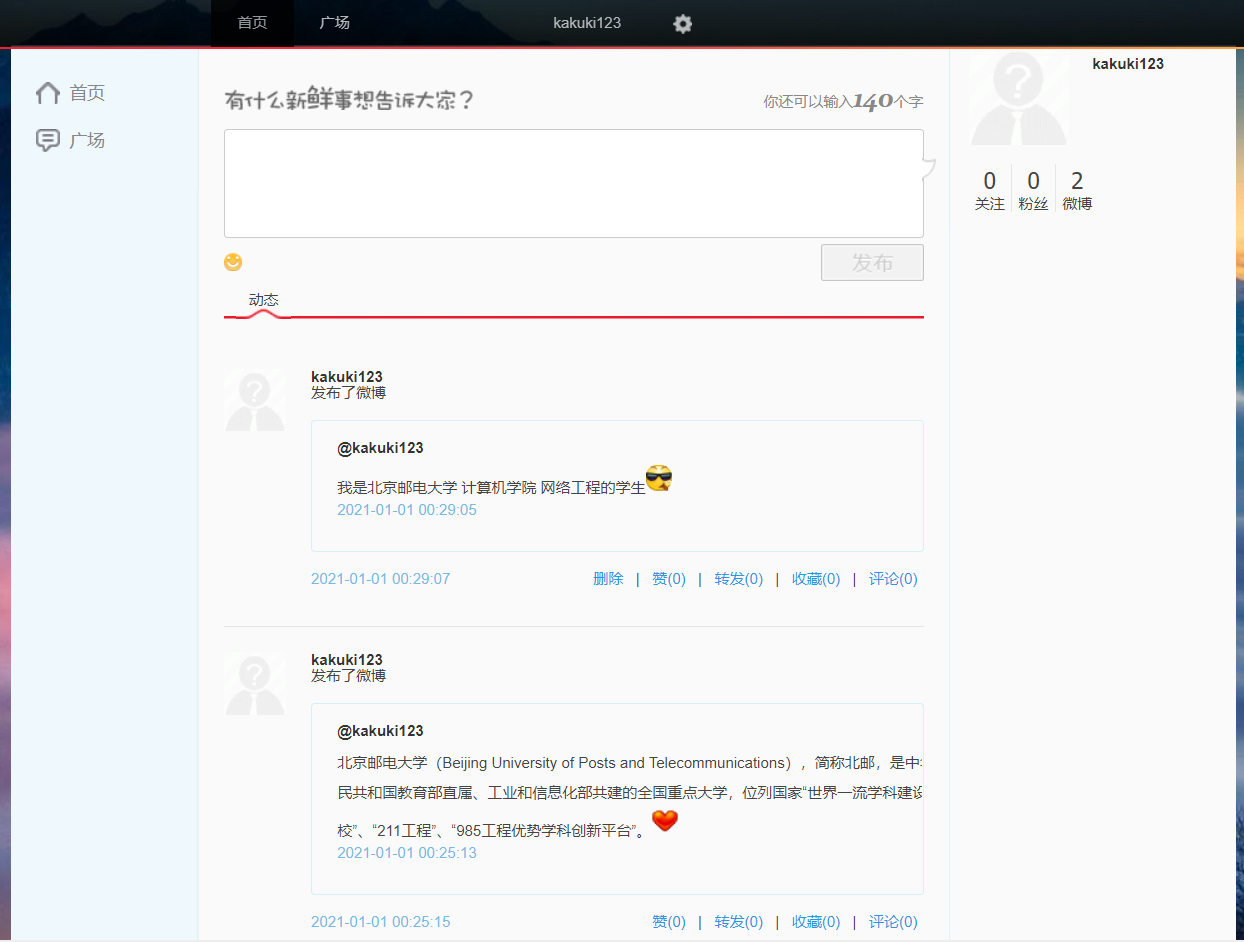 首页 广场 kakuki123
首页
广场
有什么新鲜事想告诉大家？
你还可以输入140个字
发布
动态
kakuki123
发布了微博
@kakuki123
我是北京邮电大学 计算机学院 网络工程的学生
2021-01-01 00:29:05
2021-01-01 00:29:07 删除 | 赞(0) | 转发(0) | 收藏(0) | 评论(0)
kakuki123
发布了微博
@kakuki123
北京邮电大学（Beijing University of Posts and Telecommunications），简称北邮，是中
民共和国教育部直属、工业和信息化部共建的全国重点大学，位列国家“世界一流学科建设
校”、“211工程”、“985工程优势学科创新平台”。
2021-01-01 00:25:13
2021-01-01 00:25:15 赞(0) | 转发(0) | 收藏(0) | 评论(0)
kakuki123
0 0 2
关注 粉丝 微博